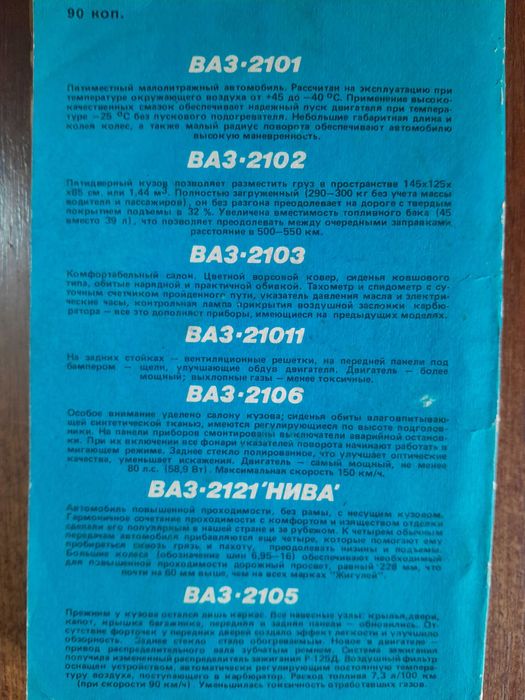 90 коп.
ВАЗ-2101
Пятиместный малолитражный автомобиль. Рассчитан на эксплуатацию при
температуре окружающего воздуха от +45 до —40 °С. Применение высоко-
качественных смазок обеспечивает надежный пуск двигателя при темпера-
туре —25 °С без пускового подогревателя. Небольшие габаритная длина и
колея колес, а также малый радиус поворота обеспечивают автомобилю
высокую маневренность.
ВАЗ-2102
Пятидверный кузов позволяет разместить груз в пространстве 145х125х
х85 см. или 1,44 м³. Полностью загруженный (290—300 кг без учета массы
водителя и пассажиров), он без разгона преодолевает на дороге с твердым
покрытием подъемы в 32 %. Увеличена вместимость топливного бака (45
вместо 39 л), что позволяет преодолевать между очередными заправками
расстояние в 500—550 км.
ВАЗ-2103
Комфортабельный салон. Цветной ворсовой ковер, сиденья ковшового
типа, обитые нарядной и практичной обивкой. Тахометр и спидометр с су-
точным счетчиком пройденного пути, указатель давления масла и электри-
ческие часы, контрольная лампа прикрытия воздушной заслонки карбю-
ратора — все это дополняет приборы, имеющиеся на предыдущих моделях.
ВАЗ-21011
На задних стойках — вентиляционные решетки, на передней панели под
бампером — щели, улучшающие обдув двигателя. Двигатель — более
мощный; выхлопные газы — менее токсичные.
ВАЗ-2106
Особое внимание уделено салону кузова; сиденья обиты влаговпитываю-
щей синтетической тканью, имеются регулирующиеся по высоте подголов-
ники. На панели приборов смонтированы выключатели аварийной останов-
ки. При их включении все фонари указателей поворота начинают работать в
мигающем режиме. Заднее стекло полированное, что улучшает оптические
качества, уменьшает искажения. Двигатель — самый мощный, не менее
80 л.с. (58,9 Вт). Максимальная скорость 150 км/ч.
ВАЗ-2121 'НИВА'
Автомобиль повышенной проходимости, без рамы, с несущим кузовом.
Гармоничное сочетание проходимости с комфортом и изяществом отделки
сделали его популярным в нашей стране и за рубежом. К четырем обычным
передачам автомобиля прибавляются еще четыре, которые помогают ему
пробираться сквозь грязь и пахоту, преодолевать низины и подъемы.
Большие колеса (обозначение шин 6,95—16) обеспечивают необходимый
для повышенной проходимости дорожный просвет, равный 228 мм, что
почти на 60 мм выше, чем на всех марках "Жигулей".
ВАЗ-2105
Прежним у кузова остался лишь каркас. Все навесные узлы: крылья, двери,
капот, крышка багажника, передняя и задняя панели — обновились. От-
сутствие форточек у передних дверей создало эффект легкости и улучшило
обзорность. Заднее стекло стало обогреваемым. Новое в двигателе —
привод распределительного вала зубчатым ремнем. Система зажигания
получила измененный распределитель зажигания Р-125Д. Воздушный фильтр
оснащен устройством, автоматически регулирующим постоянную темпера-
туру воздуха, поступающего в карбюратор. Расход топлива 7,3 л/100 км
(при скорости 90 км/ч) Уменьшилась токсичность отработавших газов.